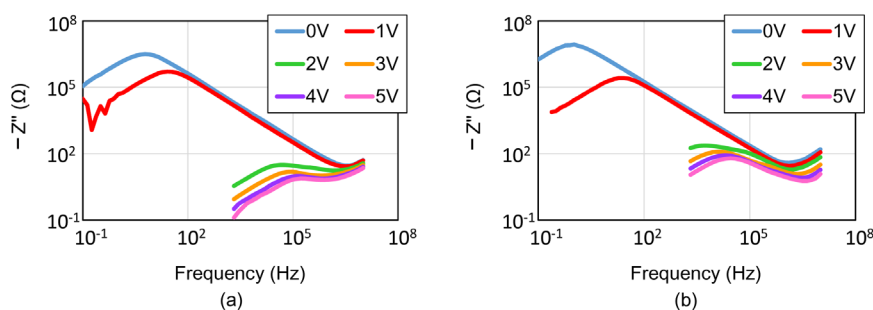 10⁸
10⁵
10²
10⁻¹
− Z" (Ω)
0V 1V
2V 3V
4V 5V
10⁻¹ 10² 10⁵ 10⁸
Frequency (Hz)
(a)
10⁸
10⁵
10²
10⁻¹
− Z" (Ω)
0V 1V
2V 3V
4V 5V
10⁻¹ 10² 10⁵ 10⁸
Frequency (Hz)
(b)